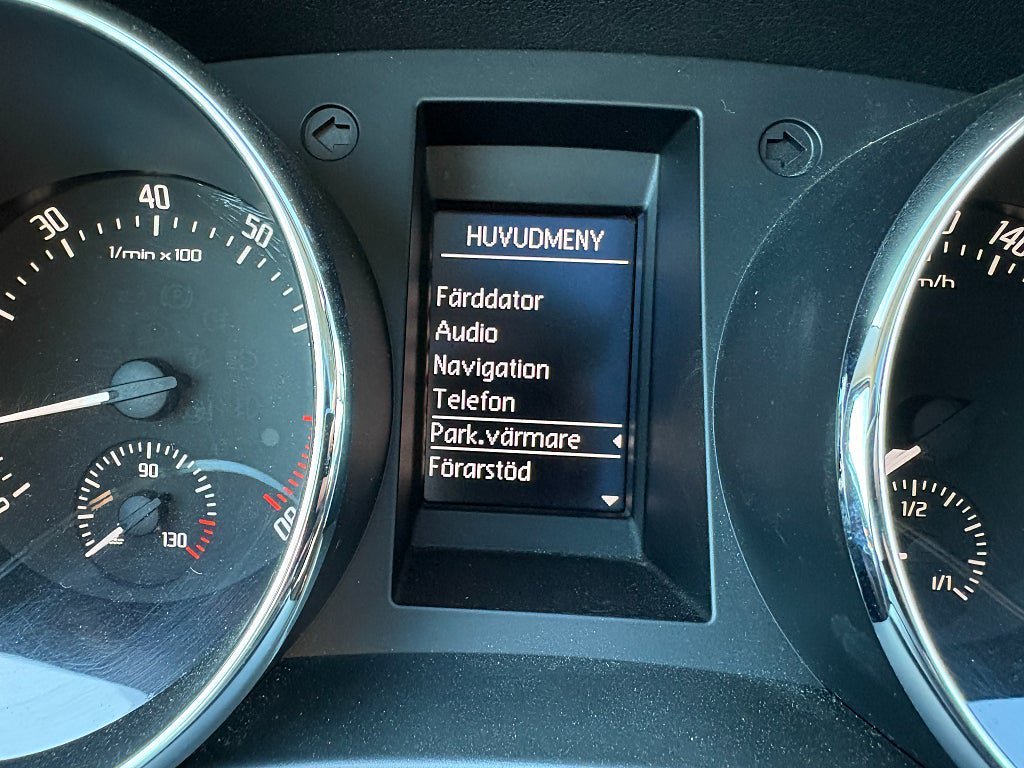 HUVUDMENY
Färddator
Audio
Navigation
Telefon
Park.värmare
Förarstöd
30
40
50
1/min x 100
90
130
140
1/2
1/1